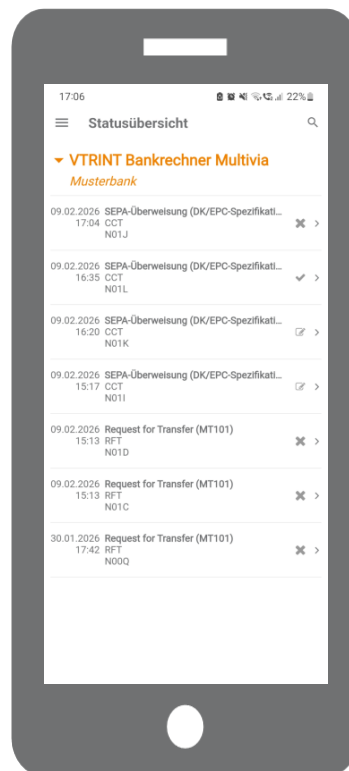 17:06 22%
Statusübersicht
VTRINT Bankrechner Multivia
Musterbank
09.02.2026 SEPA-Überweisung (DK/EPC-Spezifikati...
17:04 CCT
N01J
09.02.2026 SEPA-Überweisung (DK/EPC-Spezifikati...
16:35 CCT
N01L
09.02.2026 SEPA-Überweisung (DK/EPC-Spezifikati...
16:20 CCT
N01K
09.02.2026 SEPA-Überweisung (DK/EPC-Spezifikati...
15:17 CCT
N01I
09.02.2026 Request for Transfer (MT101)
15:13 RFT
N01D
09.02.2026 Request for Transfer (MT101)
15:13 RFT
N01C
30.01.2026 Request for Transfer (MT101)
17:42 RFT
N00Q